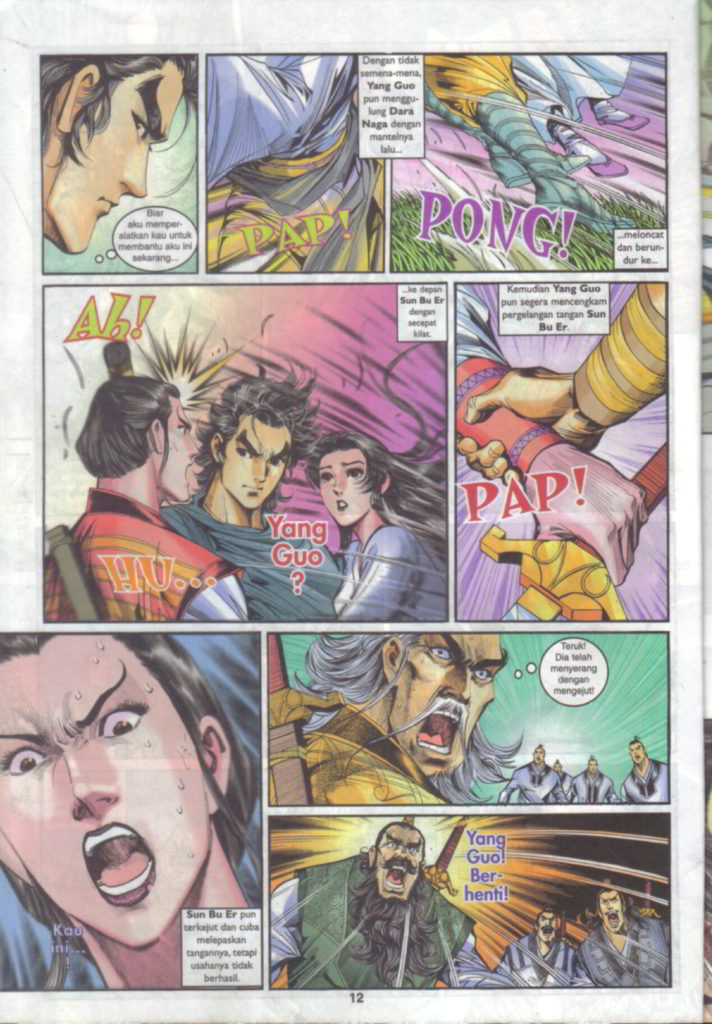 Biar
aku memper-
alatkan kau untuk
membantu aku ini
sekarang...
PAP!
Dengan tidak
semena-mena,
Yang Guo
pun menggu-
lung Dara
Naga dengan
mantelnya
lalu...
PONG!
...meloncat
dan berun-
dur ke...
Ah!
...ke depan
Sun Bu Er
dengan
secepat
kilat.
HU...
Yang
Guo
?
Kemudian Yang Guo
pun segera mencengkam
pergelangan tangan Sun
Bu Er.
PAP!
Kau
ini...
!
Sun Bu Er pun
terkejut dan cuba
melepaskan
tangannya, tetapi
usahanya tidak
berhasil.
Teruk!
Dia telah
menyerang
dengan
mengejut!
Yang
Guo!
Ber-
henti!
12